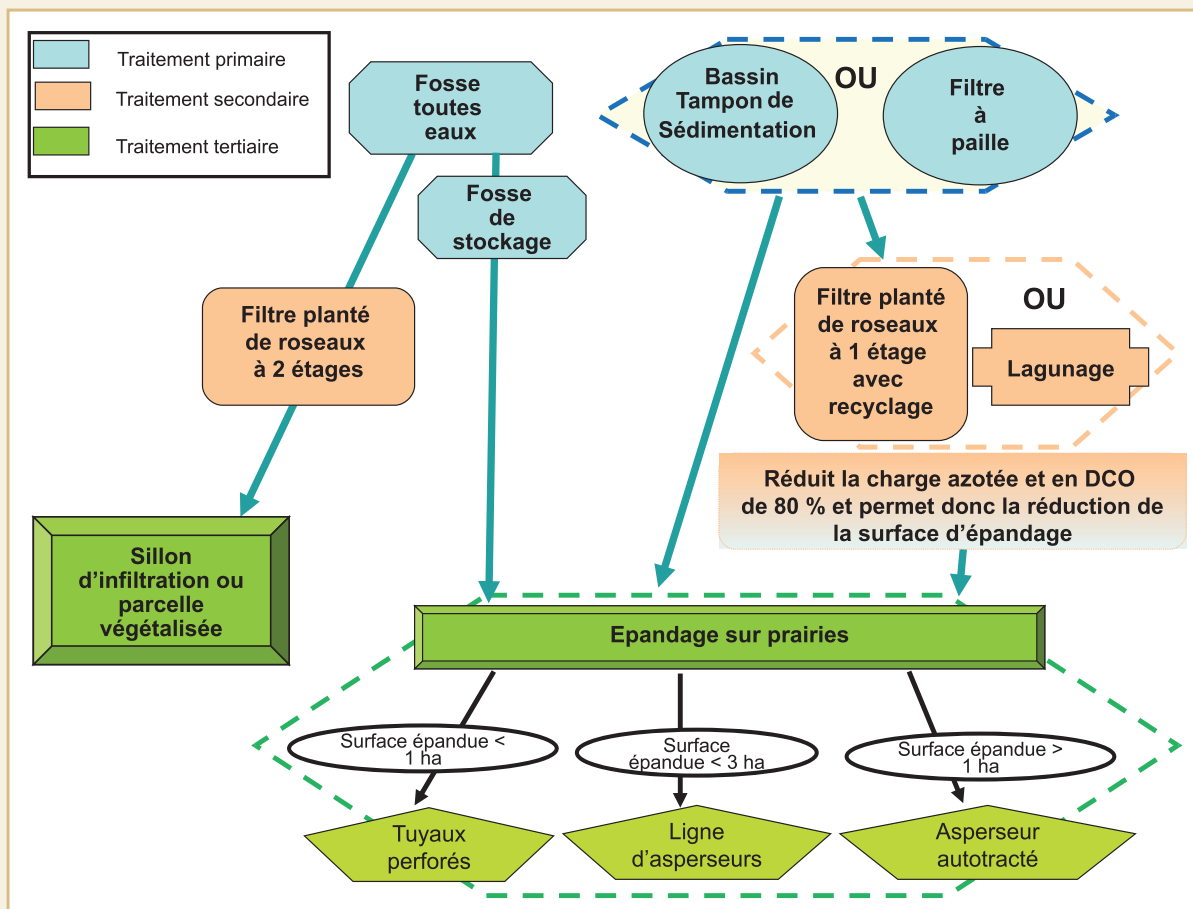 Traitement primaire
Traitement secondaire
Traitement tertiaire
Fosse
toutes
eaux
Fosse
de
stockage
Bassin
Tampon de
Sédimentation
OU
Filtre
à
paille
Filtre planté
de roseaux
à 2 étages
Filtre planté
de roseaux
à 1 étage
avec
recyclage
OU
Lagunage
Réduit la charge azotée et en DCO
de 80 % et permet donc la réduction de
la surface d'épandage
Sillon
d'infiltration ou
parcelle
végétalisée
Epandage sur prairies
Surface épandue <
1 ha
Surface
épandue < 3 ha
Surface épandue >
1 ha
Tuyaux
perforés
Ligne
d'asperseurs
Asperseur
autotracté